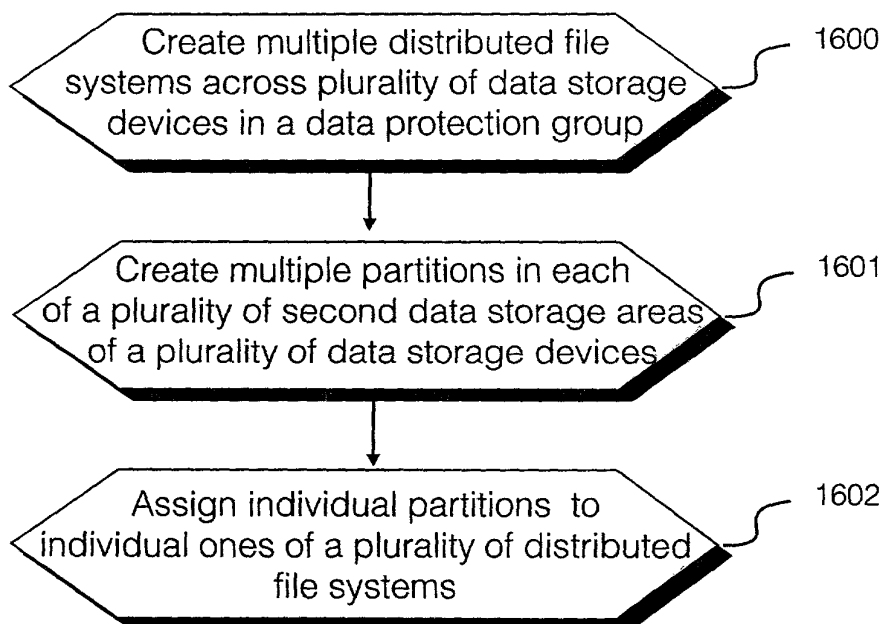 Create multiple distributed file
systems across plurality of data storage
devices in a data protection group
1600
Create multiple partitions in each
of a plurality of second data storage areas
of a plurality of data storage devices
1601
Assign individual partitions to
individual ones of a plurality of distributed
file systems
1602